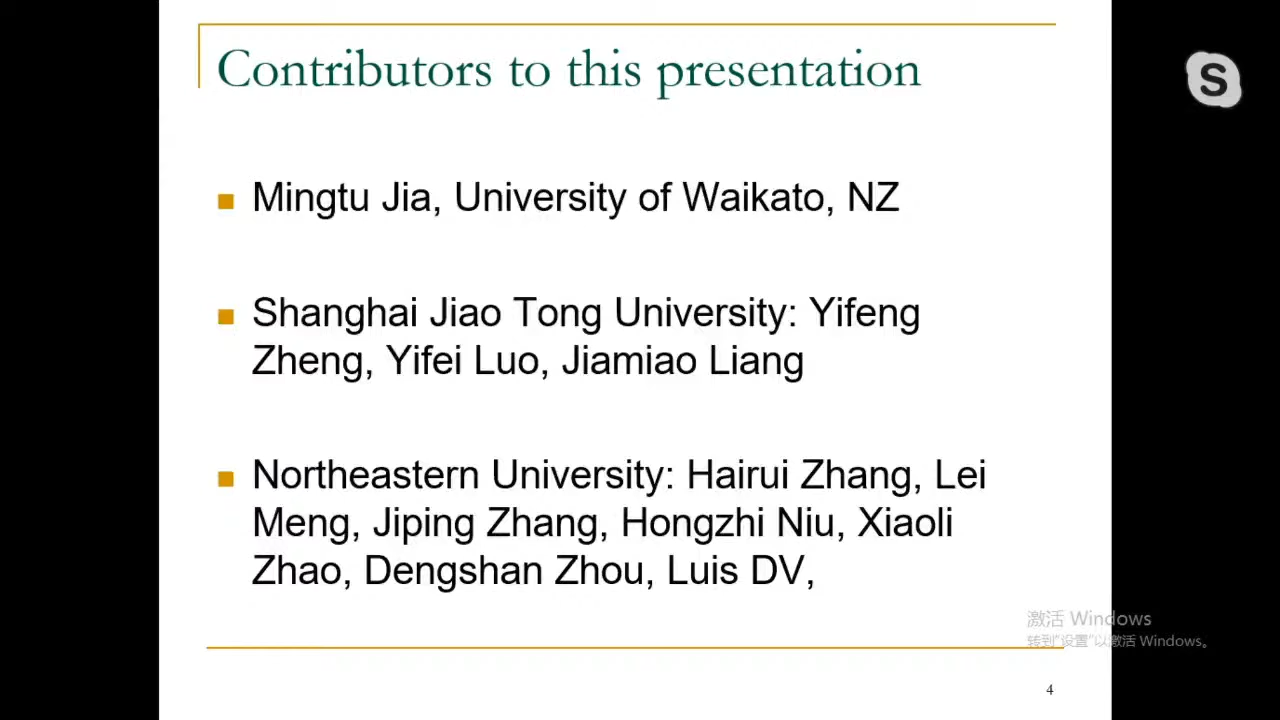 Contributors to this presentation
S
Mingtu Jia, University of Waikato, NZ
Shanghai Jiao Tong University: Yifeng
Zheng, Yifei Luo, Jiamiao Liang
Northeastern University: Hairui Zhang, Lei
Meng, Jiping Zhang, Hongzhi Niu, Xiaoli
Zhao, Dengshan Zhou, Luis DV,
激活 Windows
转到"设置"以激活 Windows。
4